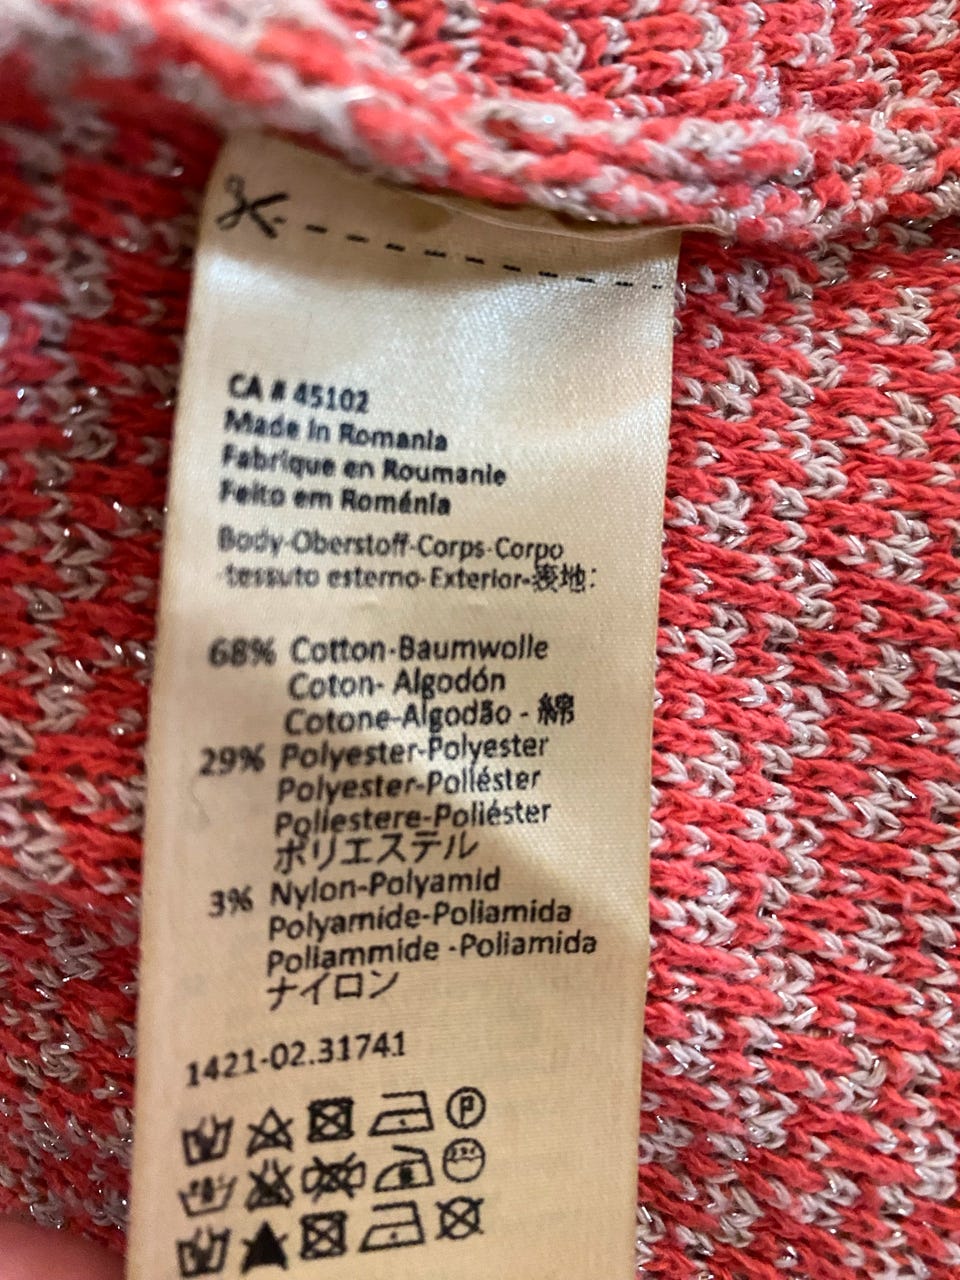 CA # 45102
Made in Romania
Fabriqué en Roumanie
Feito em Roménia
Body-Oberstoff-Corps-Corpo
-tessuto esterno-Exterior-表地:
68% Cotton-Baumwolle
Coton- Algodón
Cotone-Algodão - 綿
29% Polyester-Polyester
Polyester-Poliéster
Poliestere-Poliéster
ポリエステル
3% Nylon-Polyamid
Polyamide-Poliamida
Poliammide -Poliamida
ナイロン
1421-02.31741
P